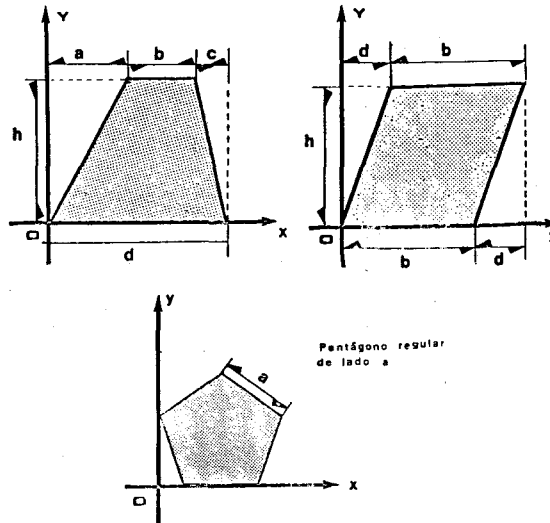 Y
a b c
h
O
d
x
Y
d b
h
O
b d
y
a
Pentágono regular
de lado a
O
x